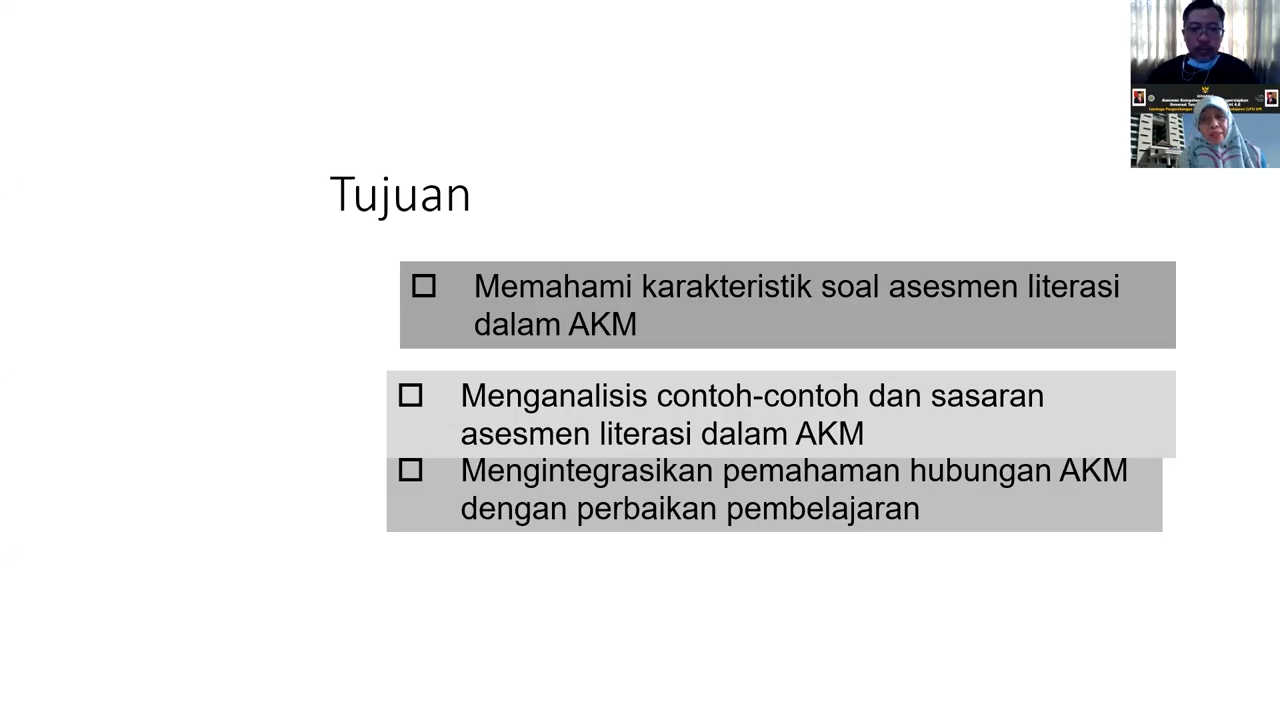 Tujuan
Memahami karakteristik soal asesmen literasi
dalam AKM
Menganalisis contoh-contoh dan sasaran
asesmen literasi dalam AKM
Mengintegrasikan pemahaman hubungan AKM
dengan perbaikan pembelajaran